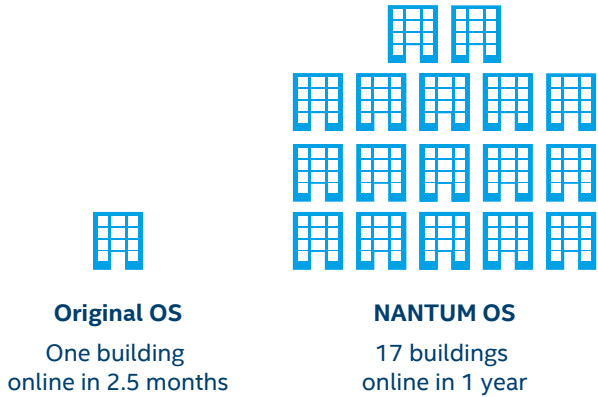 Original OS
One building
online in 2.5 months
NANTUM OS
17 buildings
online in 1 year